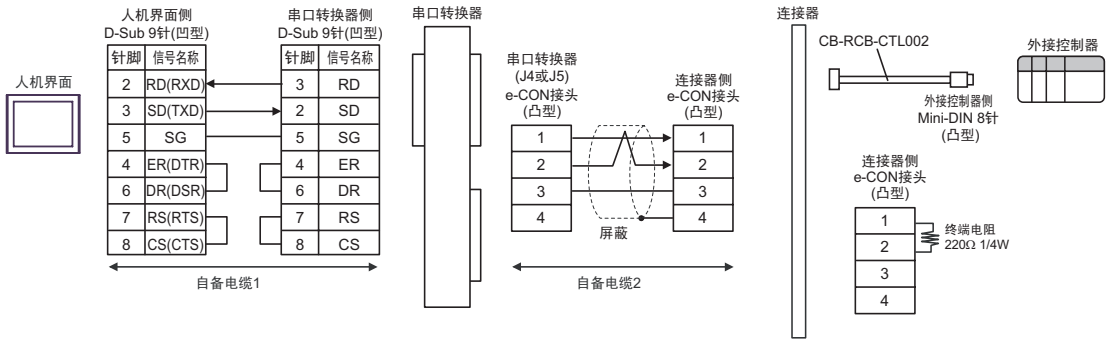 人机界面
人机界面侧
D-Sub 9针(凹型)
针脚 信号名称
2 RD(RXD)
3 SD(TXD)
5 SG
4 ER(DTR)
6 DR(DSR)
7 RS(RTS)
8 CS(CTS)
串口转换器侧
D-Sub 9针(凹型)
针脚 信号名称
3 RD
2 SD
5 SG
4 ER
6 DR
7 RS
8 CS
自备电缆1
串口转换器
串口转换器
(J4或J5)
e-CON接头
(凸型)
1
2
3
4
屏蔽
连接器侧
e-CON接头
(凸型)
1
2
3
4
自备电缆2
连接器
CB-RCB-CTL002
外接控制器侧
Mini-DIN 8针
(凸型)
外接控制器
连接器侧
e-CON接头
(凸型)
1
2
3
4
终端电阻
220Ω 1/4W